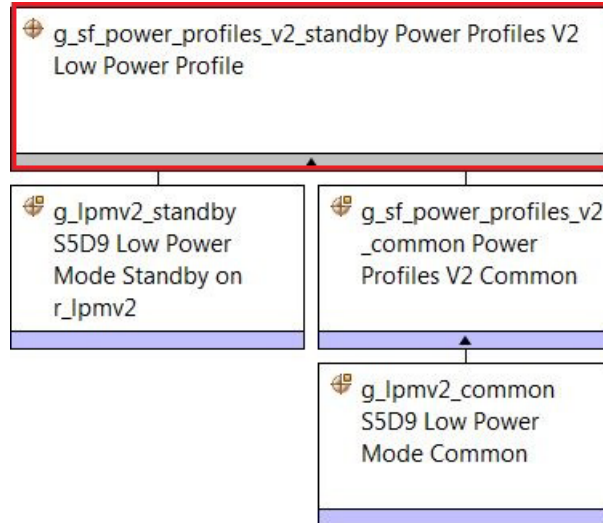 g_sf_power_profiles_v2_standby Power Profiles V2
Low Power Profile
g_lpmv2_standby
S5D9 Low Power
Mode Standby on
r_lpmv2
g_sf_power_profiles_v2
_common Power
Profiles V2 Common
g_lpmv2_common
S5D9 Low Power
Mode Common